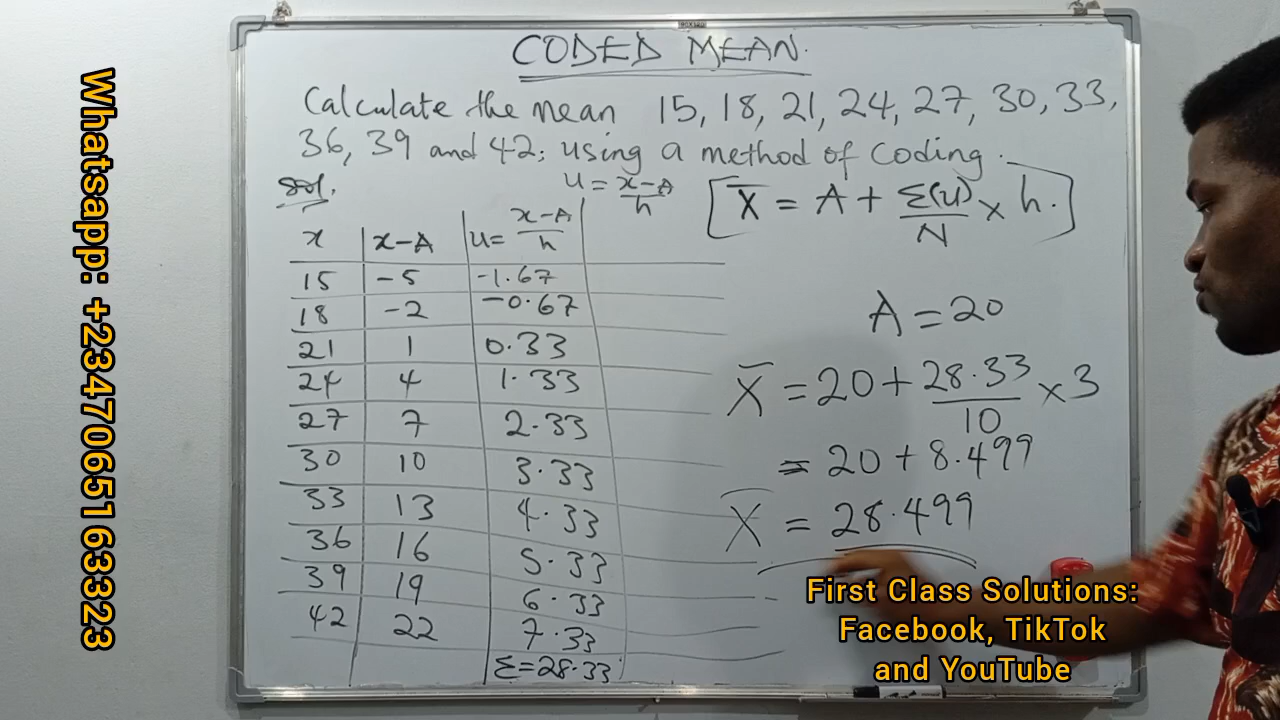 CODED MEAN.
Calculate the mean 15, 18, 21, 24, 27, 30, 33,
36, 39 and 42; using a method of coding.
Sol.
u = x-A/h
[X̄ = A + Σ(U)/N × h.]
x | x-A | u = x-A/h
15 | -5 | -1.67
18 | -2 | -0.67
21 | 1 | 0.33
24 | 4 | 1.33
27 | 7 | 2.33
30 | 10 | 3.33
33 | 13 | 4.33
36 | 16 | 5.33
39 | 19 | 6.33
42 | 22 | 7.33
Σ=28.33
A = 20
X̄ = 20 + 28.33/10 × 3
= 20 + 8.499
X̄ = 28.499
Whatsapp: +2347065163323
First Class Solutions:
Facebook, TikTok
and YouTube